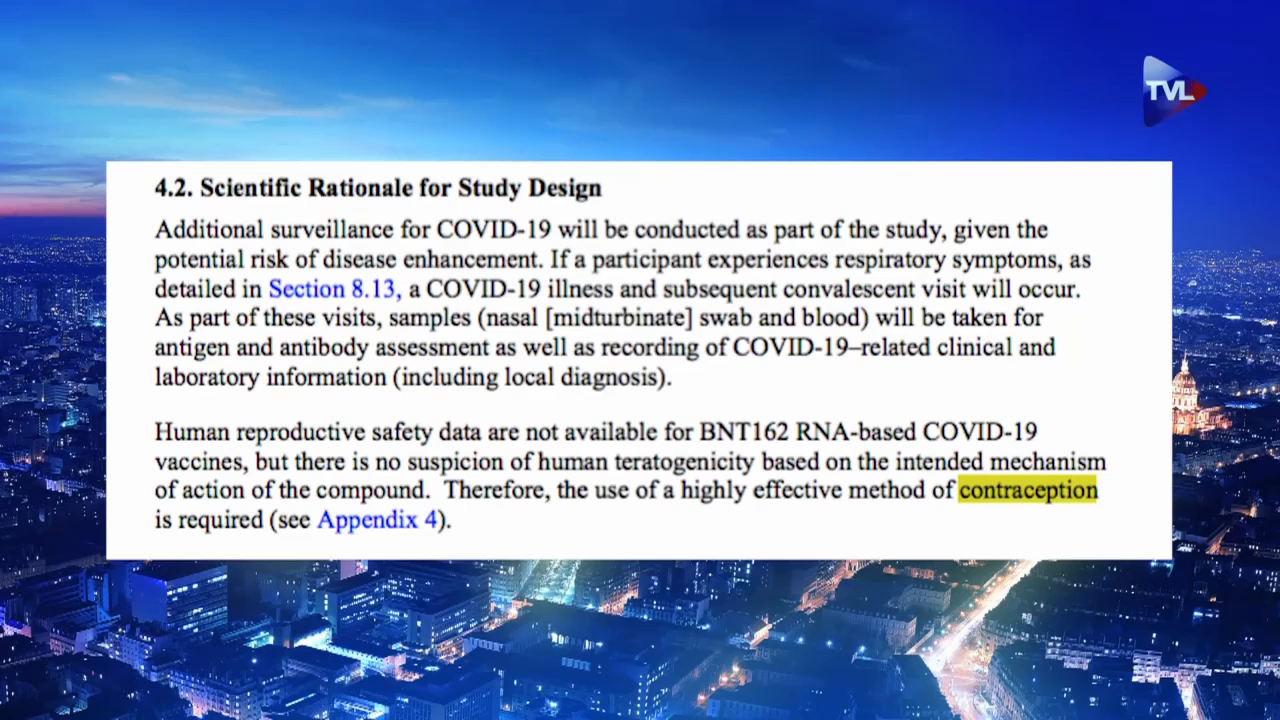 TVL
4.2. Scientific Rationale for Study Design
Additional surveillance for COVID-19 will be conducted as part of the study, given the
potential risk of disease enhancement. If a participant experiences respiratory symptoms, as
detailed in Section 8.13, a COVID-19 illness and subsequent convalescent visit will occur.
As part of these visits, samples (nasal [midturbinate] swab and blood) will be taken for
antigen and antibody assessment as well as recording of COVID-19–related clinical and
laboratory information (including local diagnosis).
Human reproductive safety data are not available for BNT162 RNA-based COVID-19
vaccines, but there is no suspicion of human teratogenicity based on the intended mechanism
of action of the compound.  Therefore, the use of a highly effective method of contraception
is required (see Appendix 4).